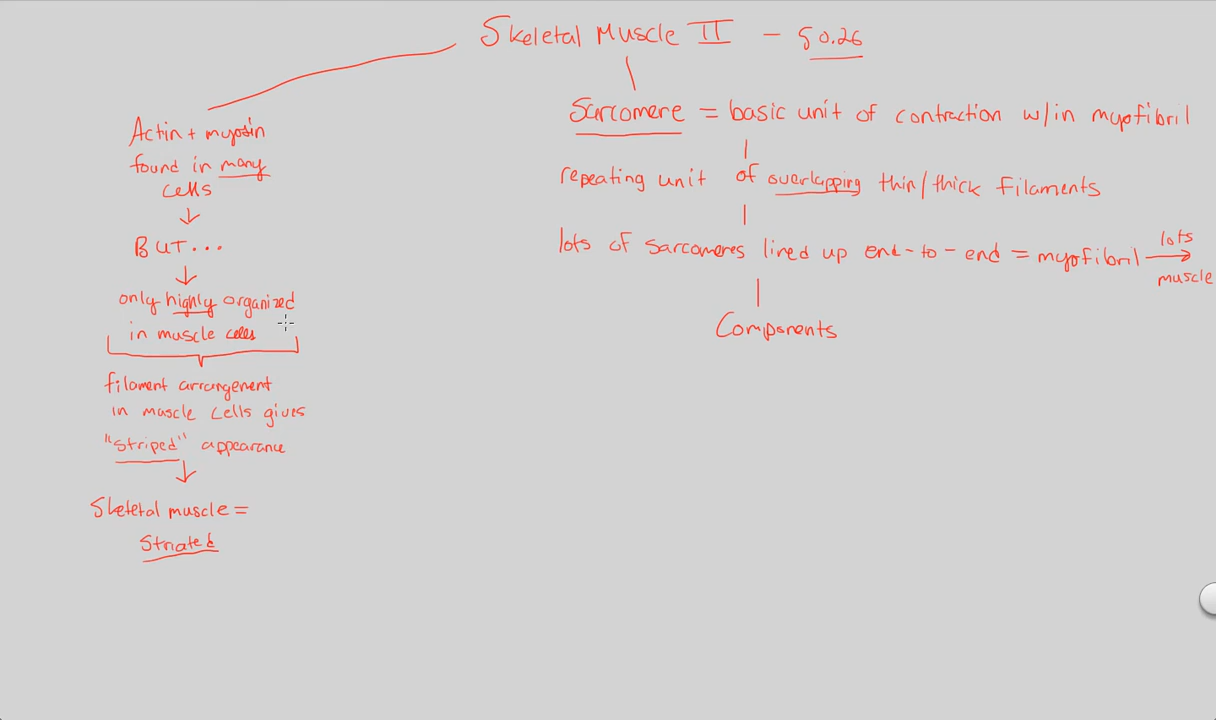 Skeletal Muscle II - § 0.26
Actin + myosin
found in many
cells
↓
BUT...
↓
only highly organized
in muscle cells
filament arrangement
in muscle cells gives
"striped" appearance
↓
Skeletal muscle =
Striated
Sarcomere = basic unit of contraction w/in myofibril
repeating unit of overlapping thin/thick filaments
lots of sarcomeres lined up end-to-end = myofibril → lots
muscle
Components